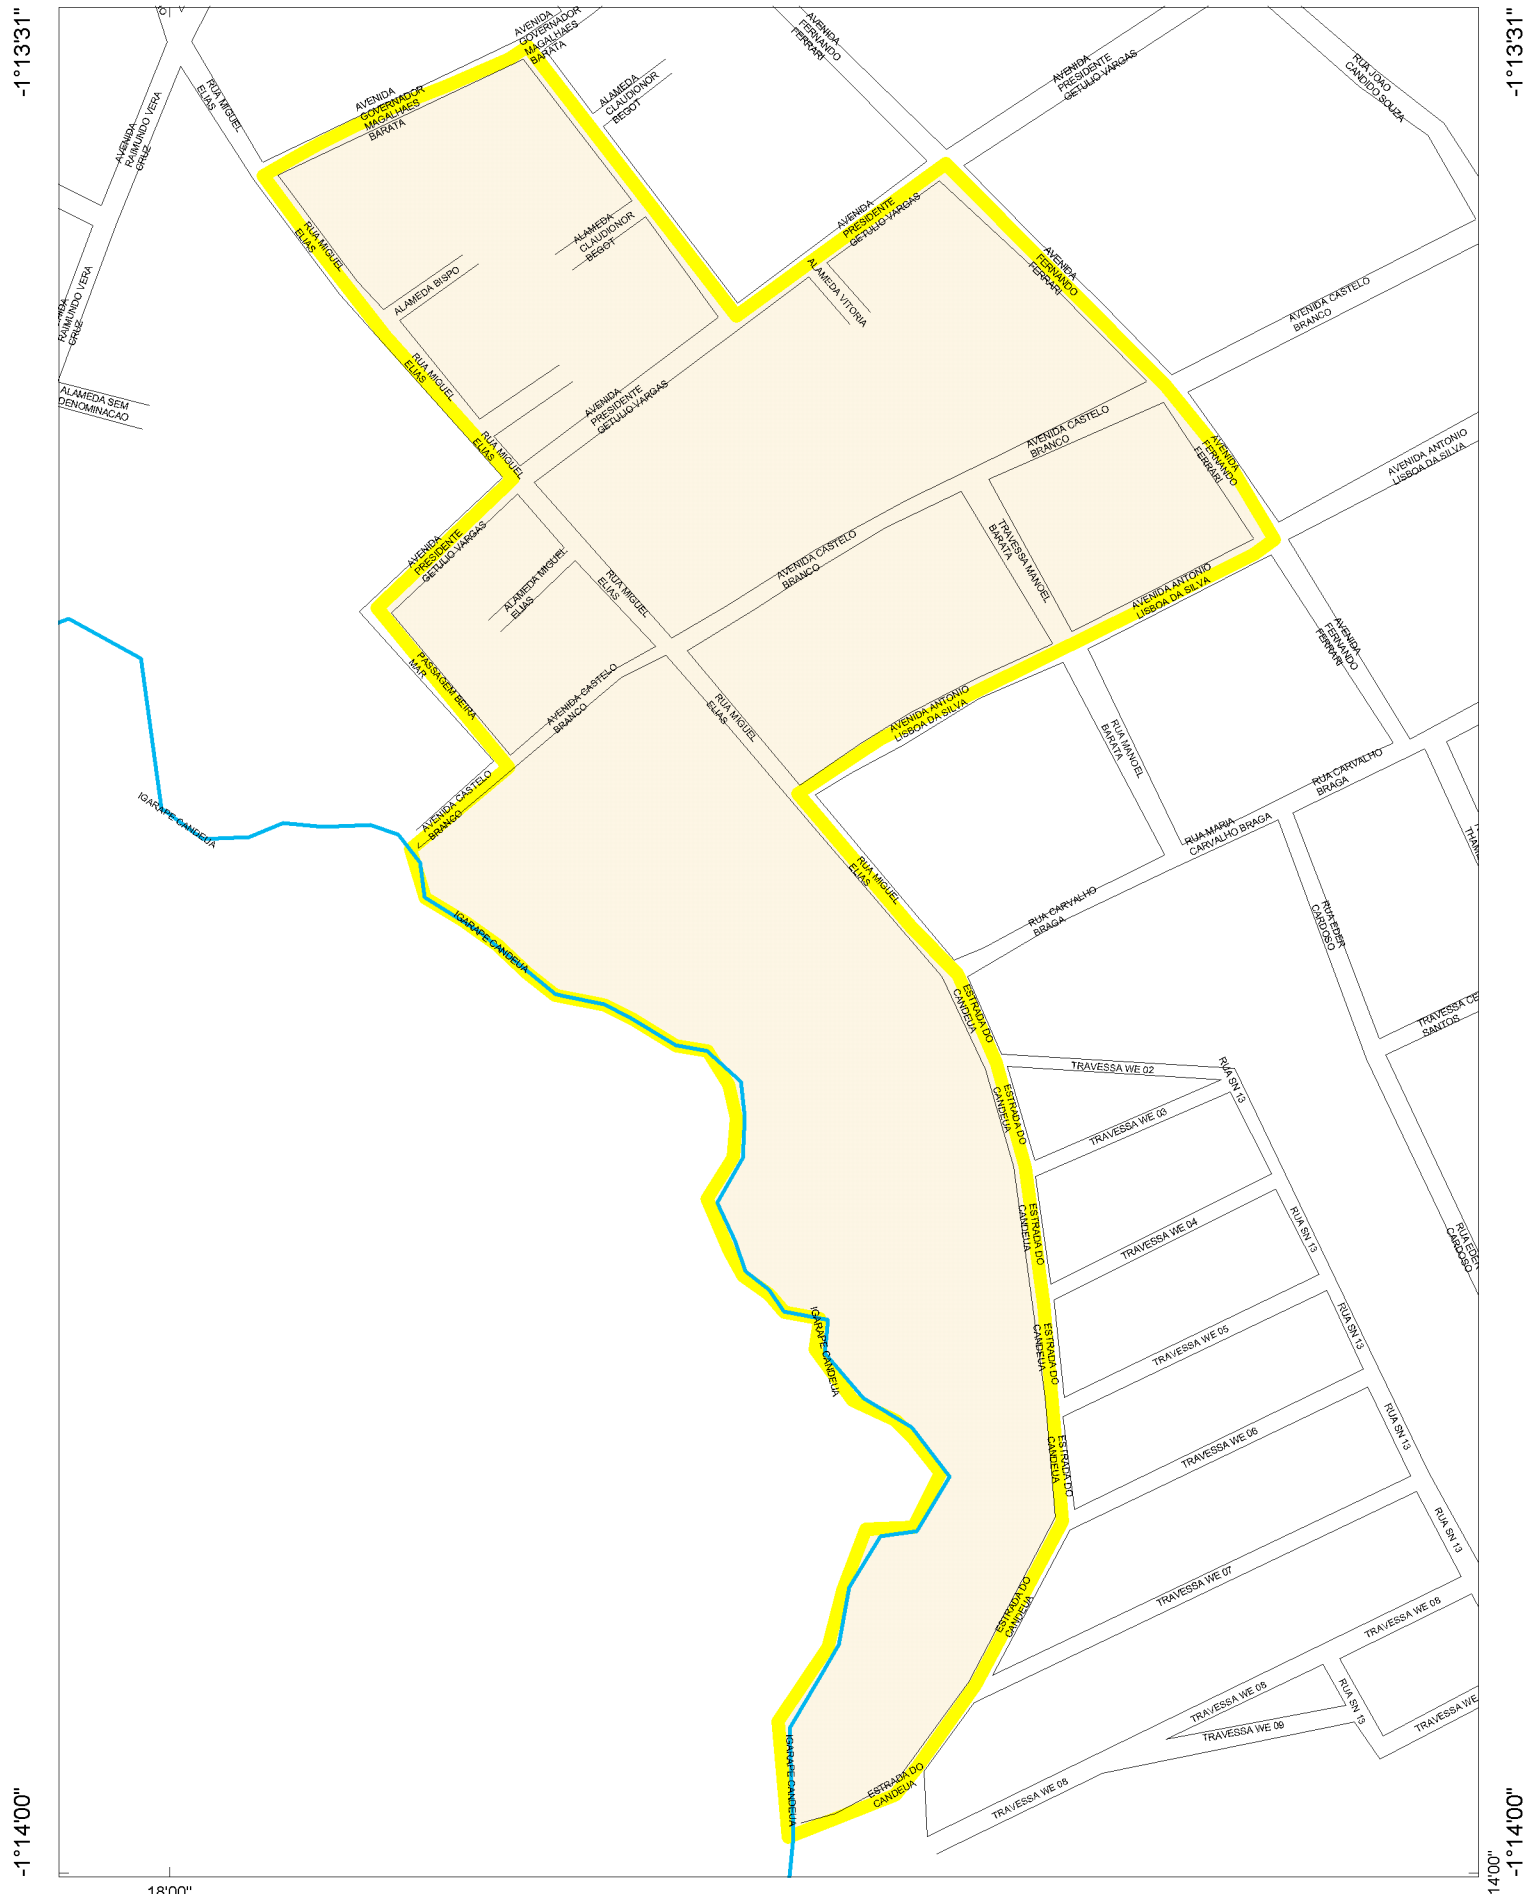 -1°13'31"
-1°13'31"
AVENIDA
GOVERNADOR
MAGALHAES
BARATA
AVENIDA
FERNANDO
FERRARI
AVENIDA
PRESIDENTE
GETULIO VARGAS
RUA JOAO
CANDIDO SOUZA
RUA MIGUEL
ELIAS
AVENIDA
RAIMUNDO VERA
CRUZ
AVENIDA
GOVERNADOR
MAGALHAES
BARATA
ALAMEDA
CLAUDIONOR
BEGOT
AVENIDA
PRESIDENTE
GETULIO VARGAS
ALAMEDA
CLAUDIONOR
BEGOT
RUA MIGUEL
ELIAS
ALAMEDA BISPO
ALAMEDA VITORIA
AVENIDA
FERNANDO
FERRARI
AVENIDA CASTELO
BRANCO
RAIMUNDO VERA
CRUZ
ALAMEDA SEM
DENOMINACAO
RUA MIGUEL
ELIAS
AVENIDA
PRESIDENTE
GETULIO VARGAS
AVENIDA CASTELO
BRANCO
AVENIDA
FERNANDO
FERRARI
AVENIDA ANTONIO
LISBOA DA SILVA
RUA MIGUEL
ELIAS
AVENIDA
PRESIDENTE
GETULIO VARGAS
ALAMEDA MIGUEL
ELIAS
RUA MIGUEL
ELIAS
AVENIDA CASTELO
BRANCO
TRAVESSA MANOEL
BARATA
AVENIDA ANTONIO
LISBOA DA SILVA
AVENIDA
FERNANDO
FERRARI
PASSAGEM BEIRA
MAR
AVENIDA CASTELO
BRANCO
RUA MIGUEL
ELIAS
AVENIDA ANTONIO
LISBOA DA SILVA
RUA MANOEL
BARATA
RUA CARVALHO
BRAGA
IGARAPE CANDEUA
AVENIDA CASTELO
BRANCO
RUA MARIA
CARVALHO BRAGA
RUA MIGUEL
ELIAS
RUA CARVALHO
BRAGA
RUA EDER
CARDOSO
IGARAPE CANDEUA
ESTRADA DO
CANDEUA
SANTOS
TRAVESSA WE 02
RUA SN 13
ESTRADA DO
CANDEUA
TRAVESSA WE 03
ESTRADA DO
CANDEUA
TRAVESSA WE 04
RUA SN 13
RUA EDER
CARDOSO
IGARAPE CANDEUA
ESTRADA DO
CANDEUA
TRAVESSA WE 05
RUA SN 13
ESTRADA DO
CANDEUA
TRAVESSA WE 06
RUA SN 13
RUA SN 13
ESTRADA DO
CANDEUA
TRAVESSA WE 07
TRAVESSA WE 08
TRAVESSA WE 08
RUA SN 13
TRAVESSA WE
TRAVESSA WE 09
IGARAPE CANDEUA
ESTRADA DO
CANDEUA
TRAVESSA WE 08
-1°14'00"
-1°14'00"
14'00"
18'00"